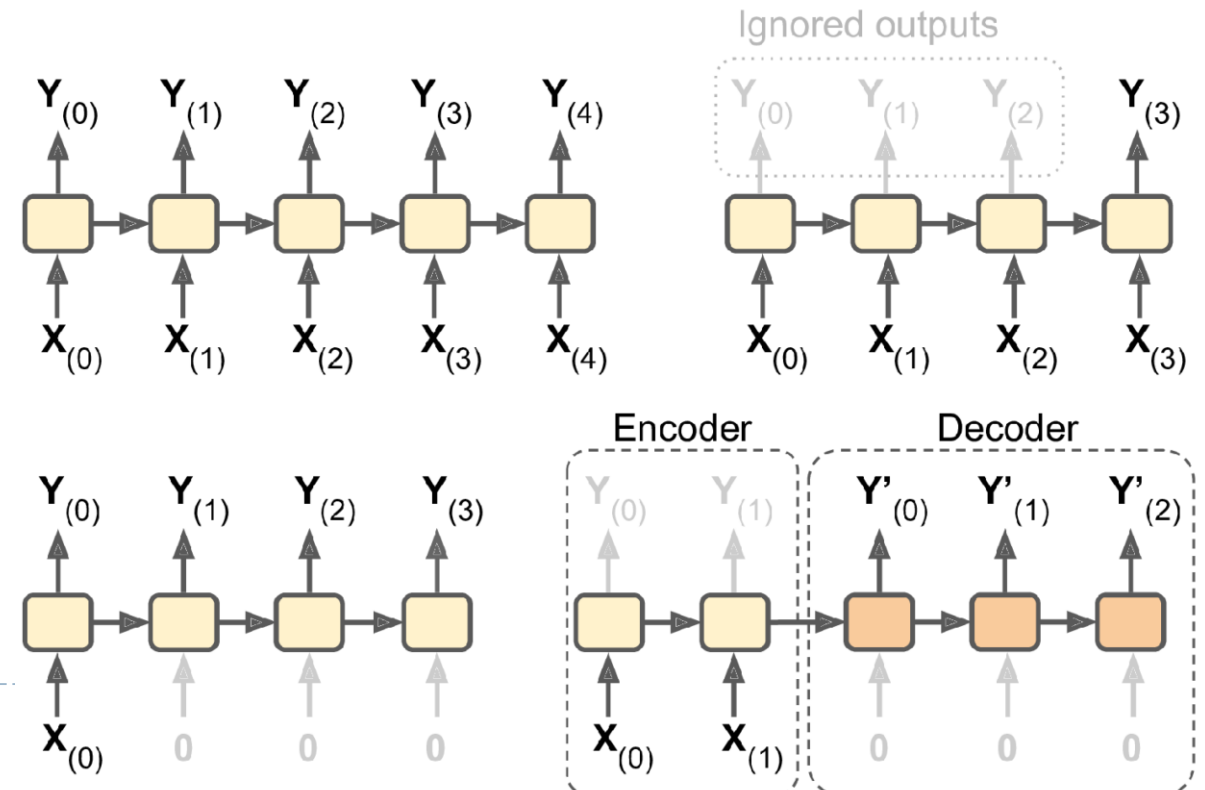 Ignored outputs
Y(0) Y(1) Y(2) Y(3) Y(4)
Y(0) Y(1) Y(2) Y(3)
X(0) X(1) X(2) X(3) X(4)
X(0) X(1) X(2) X(3)
Encoder
Decoder
Y(0) Y(1) Y(2) Y(3)
Y(0) Y(1)
Y’(0) Y’(1) Y’(2)
X(0) 0 0 0
X(0) X(1)
0 0 0